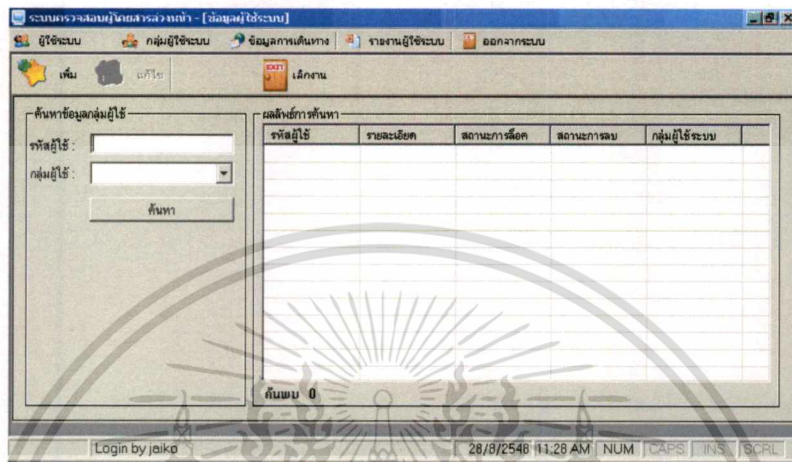 ระบบตรวจสอบผู้โดยสารล่วงหน้า - [ข้อมูลผู้ใช้ระบบ]
ผู้ใช้ระบบ กลุ่มผู้ใช้ระบบ ข้อมูลการเดินทาง รายงานผู้ใช้ระบบ ออกจากระบบ
เพิ่ม แก้ไข EXIT เลิกงาน
ค้นหาข้อมูลกลุ่มผู้ใช้
รหัสผู้ใช้ :
กลุ่มผู้ใช้ :
ค้นหา
ผลลัพธ์การค้นหา
รหัสผู้ใช้ รายละเอียด สถานะการล็อค สถานะการลบ กลุ่มผู้ใช้ระบบ
ค้นพบ 0
Login by jaiko 28/8/2548 11:28 AM NUM CAPS INS SCRL